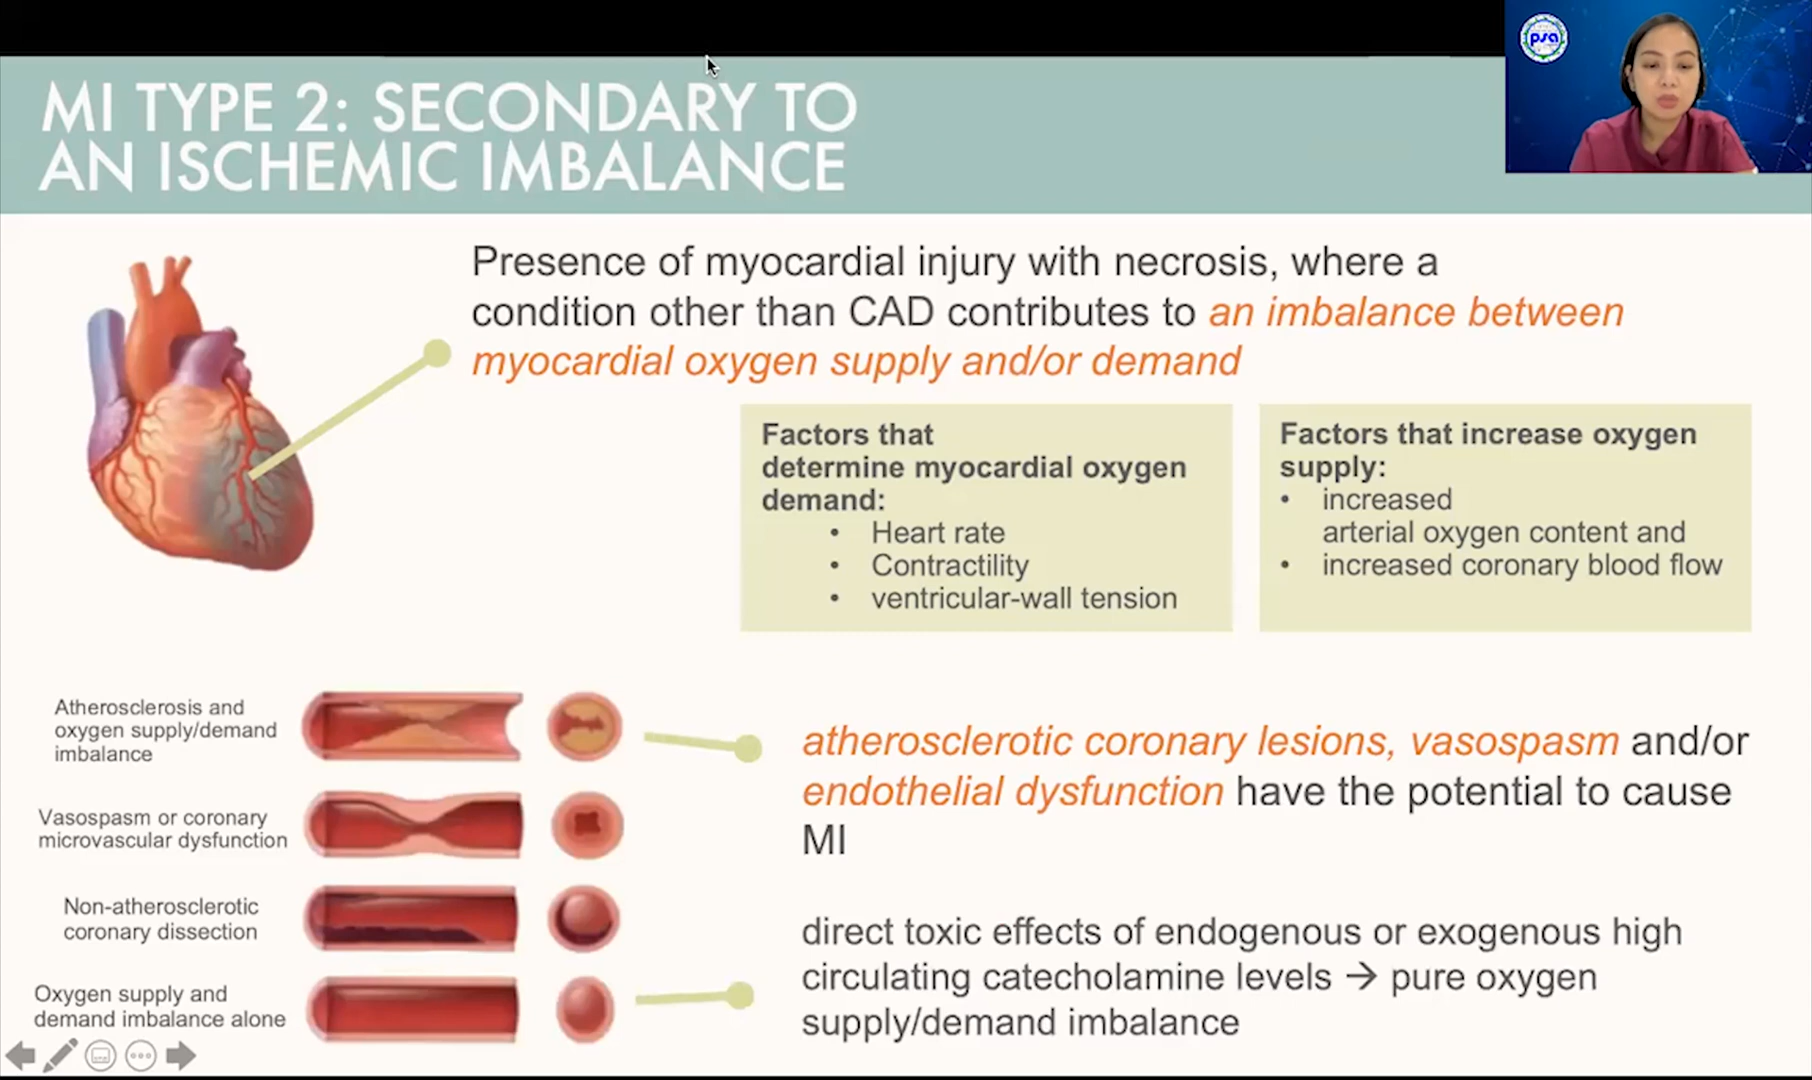 psa
MI TYPE 2: SECONDARY TO
AN ISCHEMIC IMBALANCE
Presence of myocardial injury with necrosis, where a
condition other than CAD contributes to an imbalance between
myocardial oxygen supply and/or demand
Factors that
determine myocardial oxygen
demand:
• Heart rate
• Contractility
• ventricular-wall tension
Factors that increase oxygen
supply:
• increased
arterial oxygen content and
• increased coronary blood flow
Atherosclerosis and
oxygen supply/demand
imbalance
Vasospasm or coronary
microvascular dysfunction
Non-atherosclerotic
coronary dissection
Oxygen supply and
demand imbalance alone
atherosclerotic coronary lesions, vasospasm and/or
endothelial dysfunction have the potential to cause
MI
direct toxic effects of endogenous or exogenous high
circulating catecholamine levels → pure oxygen
supply/demand imbalance